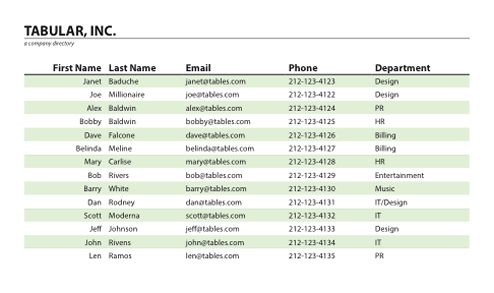 TABULAR, INC.
a company directory
First Name Last Name Email Phone Department
Janet Baduche janet@tables.com 212-123-4123 Design
Joe Millionaire joe@tables.com 212-123-4122 Design
Alex Baldwin alex@tables.com 212-123-4124 PR
Bobby Baldwin bobby@tables.com 212-123-4125 HR
Dave Falcone dave@tables.com 212-123-4126 Billing
Belinda Meline belinda@tables.com 212-123-4127 Billing
Mary Carlise mary@tables.com 212-123-4128 HR
Bob Rivers bob@tables.com 212-123-4129 Entertainment
Barry White barry@tables.com 212-123-4130 Music
Dan Rodney dan@tables.com 212-123-4131 IT/Design
Scott Moderna scott@tables.com 212-123-4132 IT
Jeff Johnson jeff@tables.com 212-123-4133 Design
John Rivens john@tables.com 212-123-4134 IT
Len Ramos len@tables.com 212-123-4135 PR